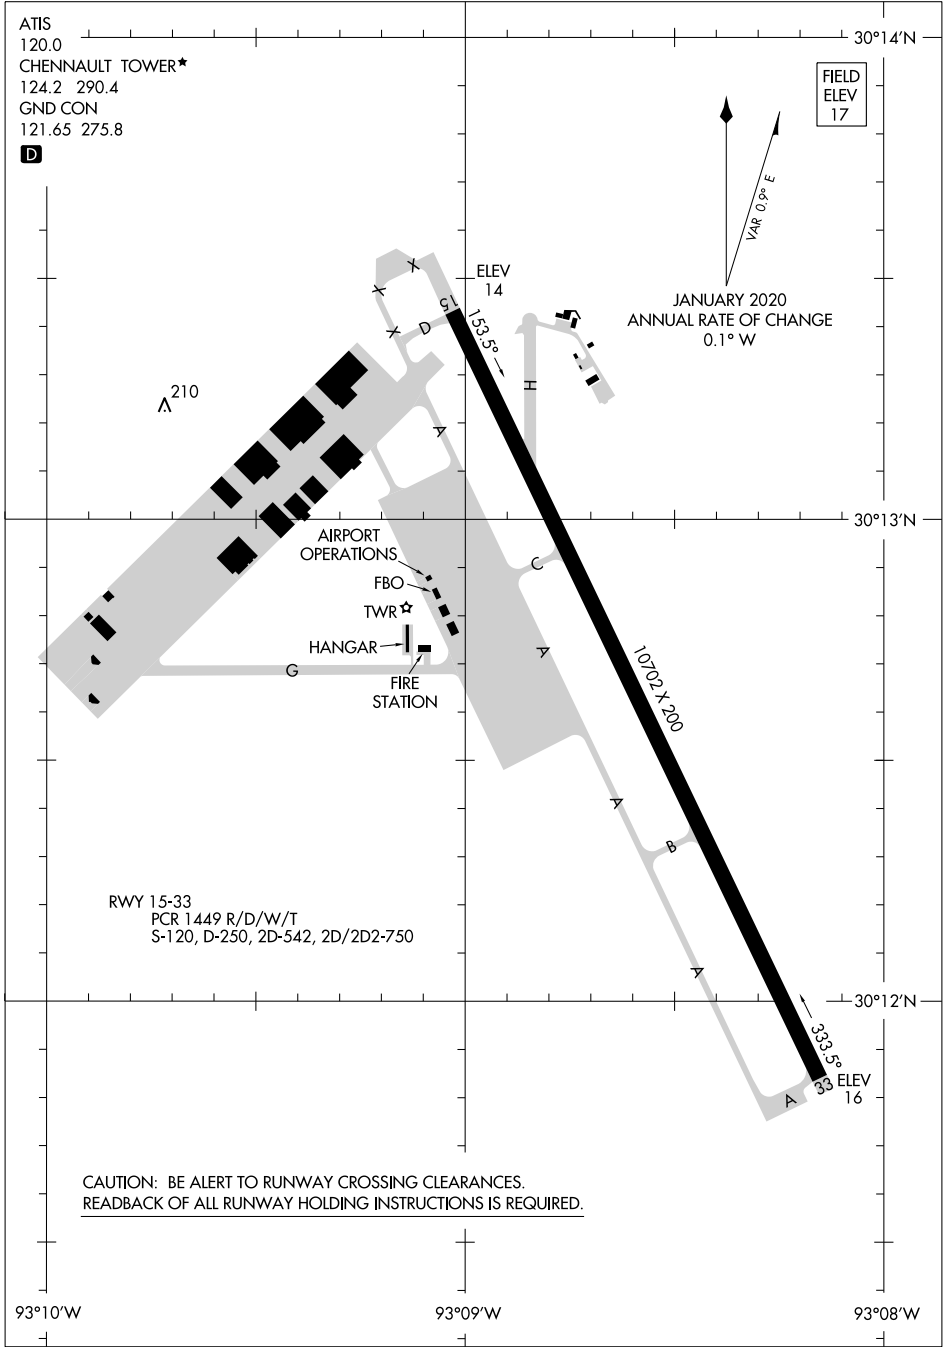 ATIS
120.0
CHENNAULT TOWER★
124.2 290.4
GND CON
121.65 275.8
D
30°14'N
FIELD
ELEV
17
VAR 0.9° E
JANUARY 2020
ANNUAL RATE OF CHANGE
0.1° W
ELEV
14
X
X
X
D
15
153.5°
H
210
A
30°13'N
AIRPORT
OPERATIONS
C
FBO
TWR
HANGAR
A
G
FIRE
STATION
10702 X 200
A
B
RWY 15-33
PCR 1449 R/D/W/T
S-120, D-250, 2D-542, 2D/2D2-750
A
30°12'N
333.5°
33
ELEV
16
A
CAUTION: BE ALERT TO RUNWAY CROSSING CLEARANCES.
READBACK OF ALL RUNWAY HOLDING INSTRUCTIONS IS REQUIRED.
93°10'W
93°09'W
93°08'W